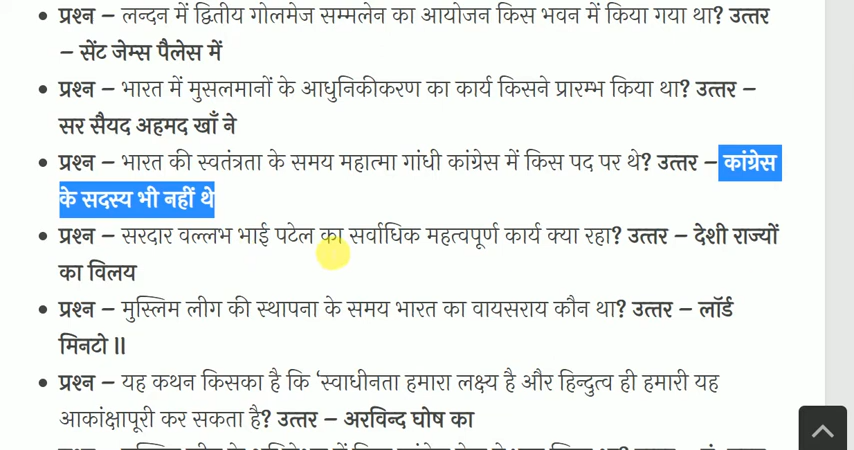 प्रश्न – लन्दन में द्वितीय गोलमेज सम्मलेन का आयोजन किस भवन में किया गया था? उत्तर
– सेंट जेम्स पैलेस में
प्रश्न – भारत में मुसलमानों के आधुनिकीकरण का कार्य किसने प्रारम्भ किया था? उत्तर –
सर सैयद अहमद खाँ ने
प्रश्न – भारत की स्वतंत्रता के समय महात्मा गांधी कांग्रेस में किस पद पर थे? उत्तर – कांग्रेस
के सदस्य भी नहीं थे
प्रश्न – सरदार वल्लभ भाई पटेल का सर्वाधिक महत्वपूर्ण कार्य क्या रहा? उत्तर – देशी राज्यों
का विलय
प्रश्न – मुस्लिम लीग की स्थापना के समय भारत का वायसराय कौन था? उत्तर – लॉर्ड
मिनटो II
प्रश्न – यह कथन किसका है कि 'स्वाधीनता हमारा लक्ष्य है और हिन्दुत्व ही हमारी यह
आकांक्षापूरी कर सकता है? उत्तर – अरविन्द घोष का